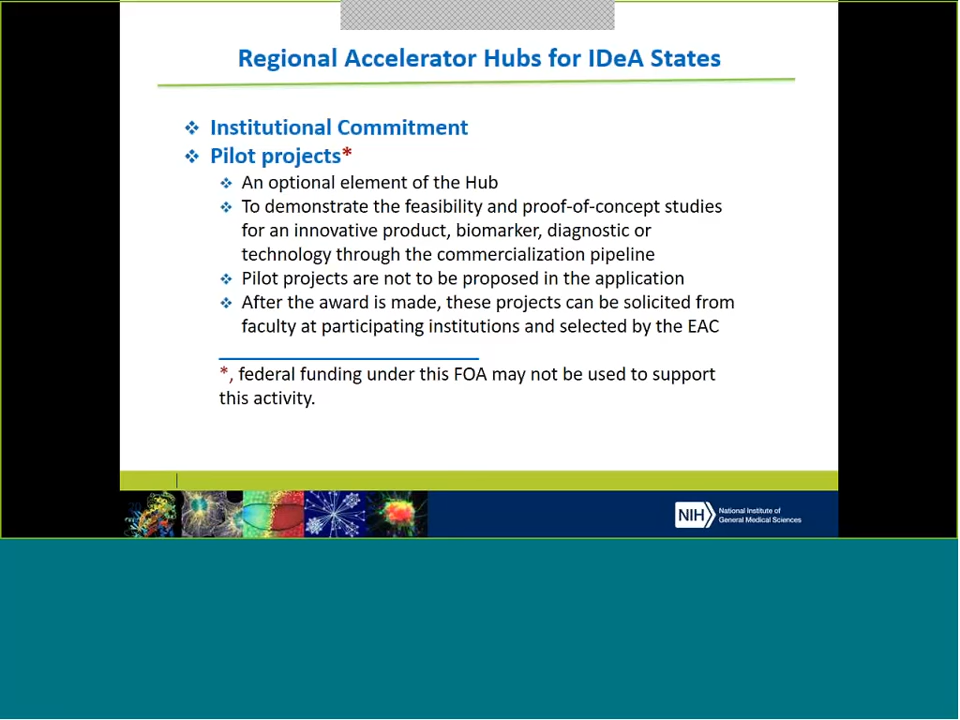 Regional Accelerator Hubs for IDeA States
❖ Institutional Commitment
❖ Pilot projects*
❖ An optional element of the Hub
❖ To demonstrate the feasibility and proof-of-concept studies
for an innovative product, biomarker, diagnostic or
technology through the commercialization pipeline
❖ Pilot projects are not to be proposed in the application
❖ After the award is made, these projects can be solicited from
faculty at participating institutions and selected by the EAC
*, federal funding under this FOA may not be used to support
this activity.
NIH National Institute of
General Medical Sciences